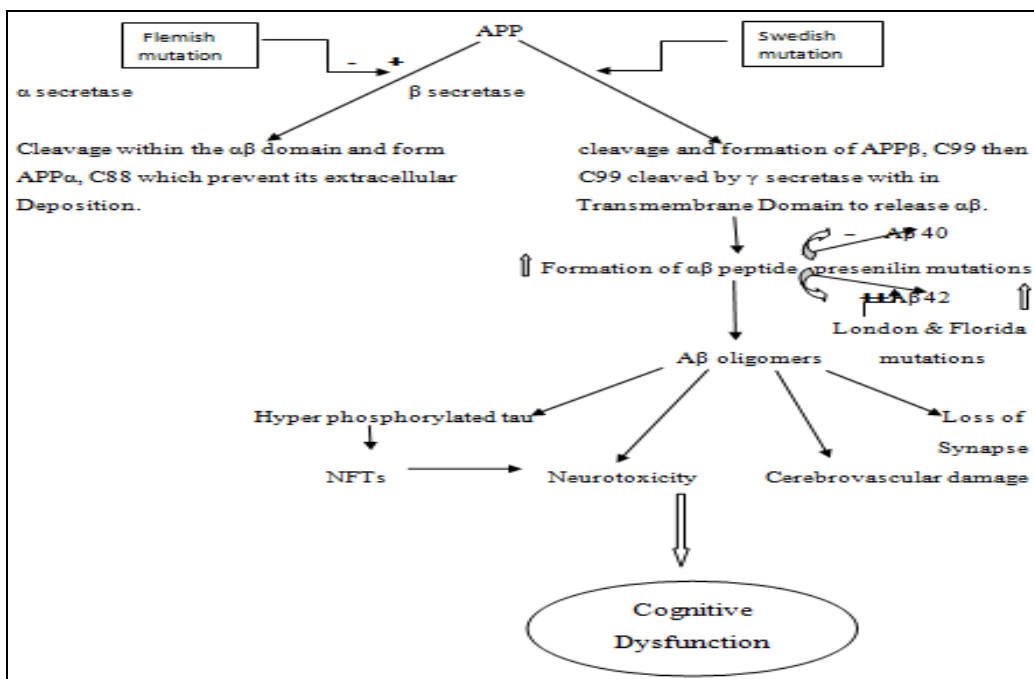 Flemish mutation
APP
Swedish mutation
- +
α secretase
β secretase
Cleavage within the αβ domain and form
APPα, C88 which prevent its extracellular
Deposition.
cleavage and formation of APPβ, C99 then
C99 cleaved by γ secretase with in
Transmembrane Domain to release αβ.
– Aβ 40
⇑ Formation of αβ peptide presenilin mutations
Aβ42 ⇑
London & Florida
mutations
Aβ oligomers
Hyper phosphorylated tau
Loss of
Synapse
NFTs
Neurotoxicity
Cerebrovascular damage
Cognitive
Dysfunction